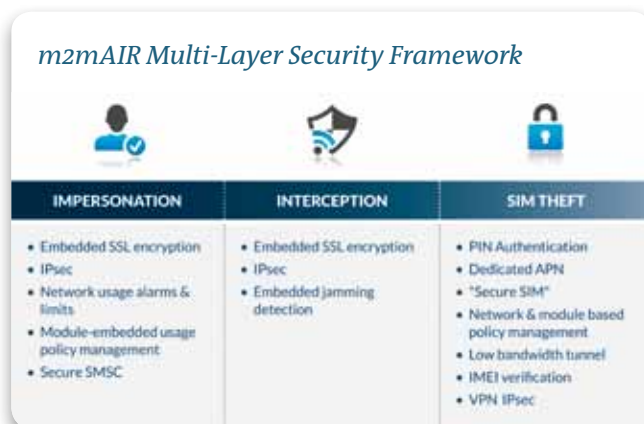 m2mAIR Multi-Layer Security Framework
IMPERSONATION
• Embedded SSL encryption
• IPsec
• Network usage alarms &
limits
• Module-embedded usage
policy management
• Secure SMSC
INTERCEPTION
• Embedded SSL encryption
• IPsec
• Embedded jamming
detection
SIM THEFT
• PIN Authentication
• Dedicated APN
• "Secure SIM"
• Network & module based
policy management
• Low bandwidth tunnel
• IMEI verification
• VPN IPsec